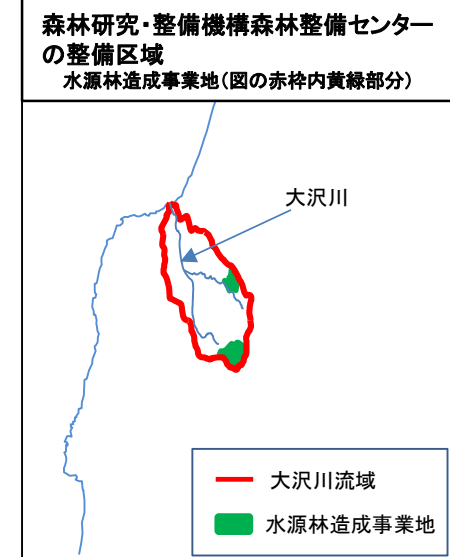 森林研究・整備機構森林整備センター
の整備区域
水源林造成事業地（図の赤枠内黄緑部分）
大沢川
大沢川流域
水源林造成事業地